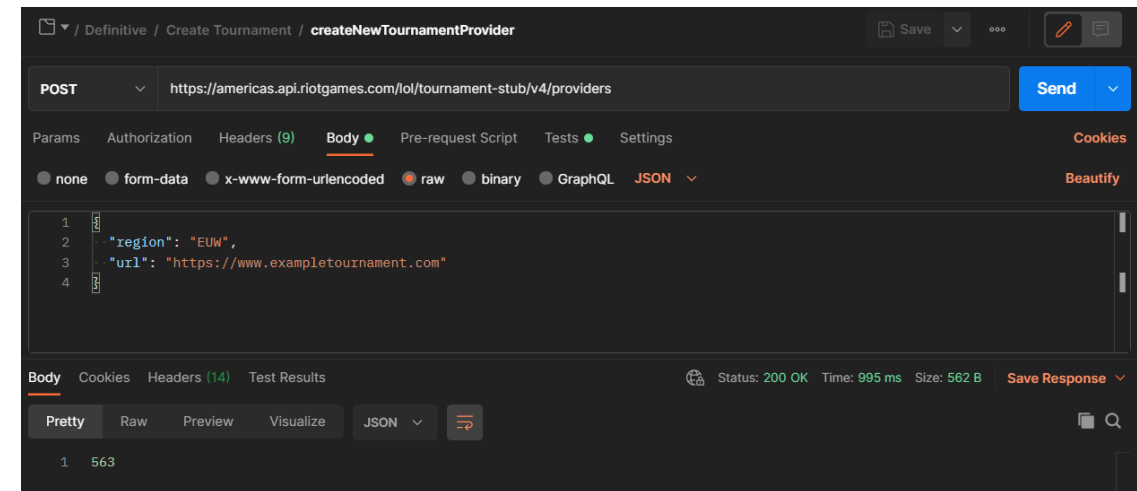 / Definitive / Create Tournament / createNewTournamentProvider Save
POST https://americas.api.riotgames.com/lol/tournament-stub/v4/providers Send
Params Authorization Headers (9) Body Pre-request Script Tests Settings Cookies
none form-data x-www-form-urlencoded raw binary GraphQL JSON Beautify
1 {
2 "region": "EUW",
3 "url": "https://www.exampletournament.com"
4 }
Body Cookies Headers (14) Test Results Status: 200 OK Time: 995 ms Size: 562 B Save Response
Pretty Raw Preview Visualize JSON
1 563